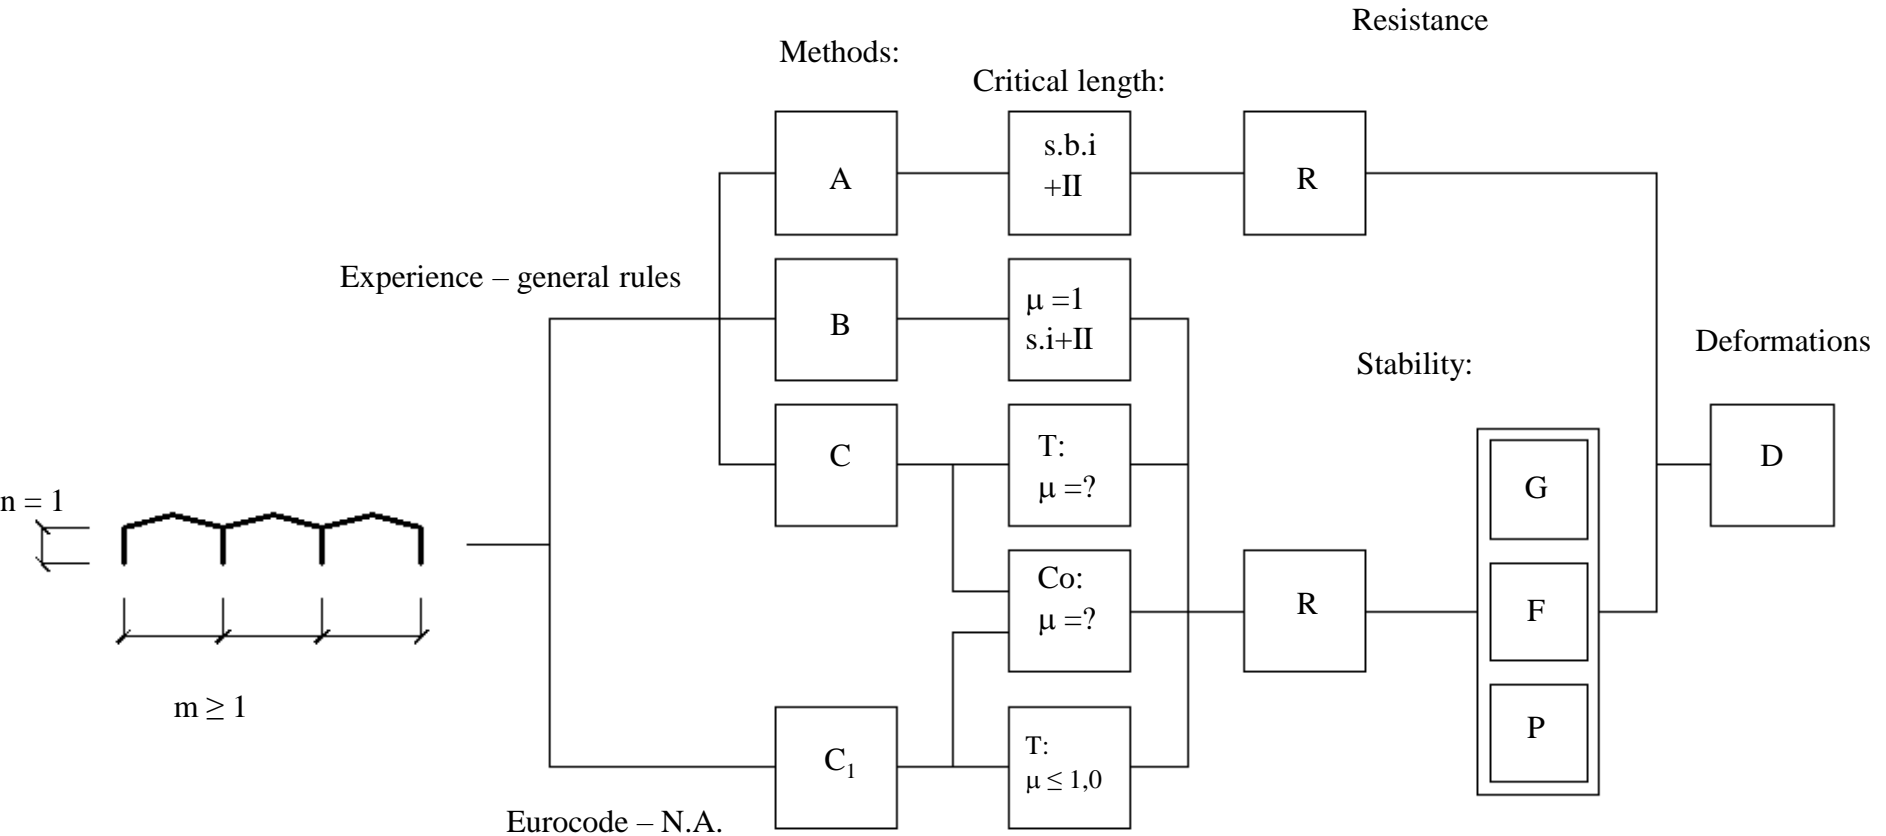 Resistance
Methods:
Critical length:
A
s.b.i
+II
R
Experience – general rules
B
μ =1
s.i+II
Stability:
Deformations
C
T:
μ =?
D
G
n = 1
Co:
μ =?
R
F
m ≥ 1
P
C₁
T:
μ ≤ 1,0
Eurocode – N.A.